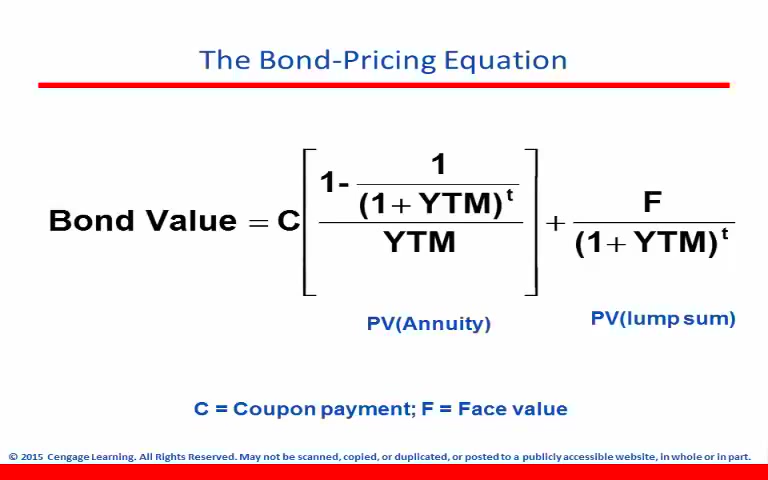 The Bond-Pricing Equation
Bond Value = C [ (1- 1/(1+ YTM)^t) / YTM ] + F/(1+ YTM)^t
PV(Annuity) PV(lump sum)
C = Coupon payment; F = Face value
© 2015 Cengage Learning. All Rights Reserved. May not be scanned, copied, or duplicated, or posted to a publicly accessible website, in whole or in part.